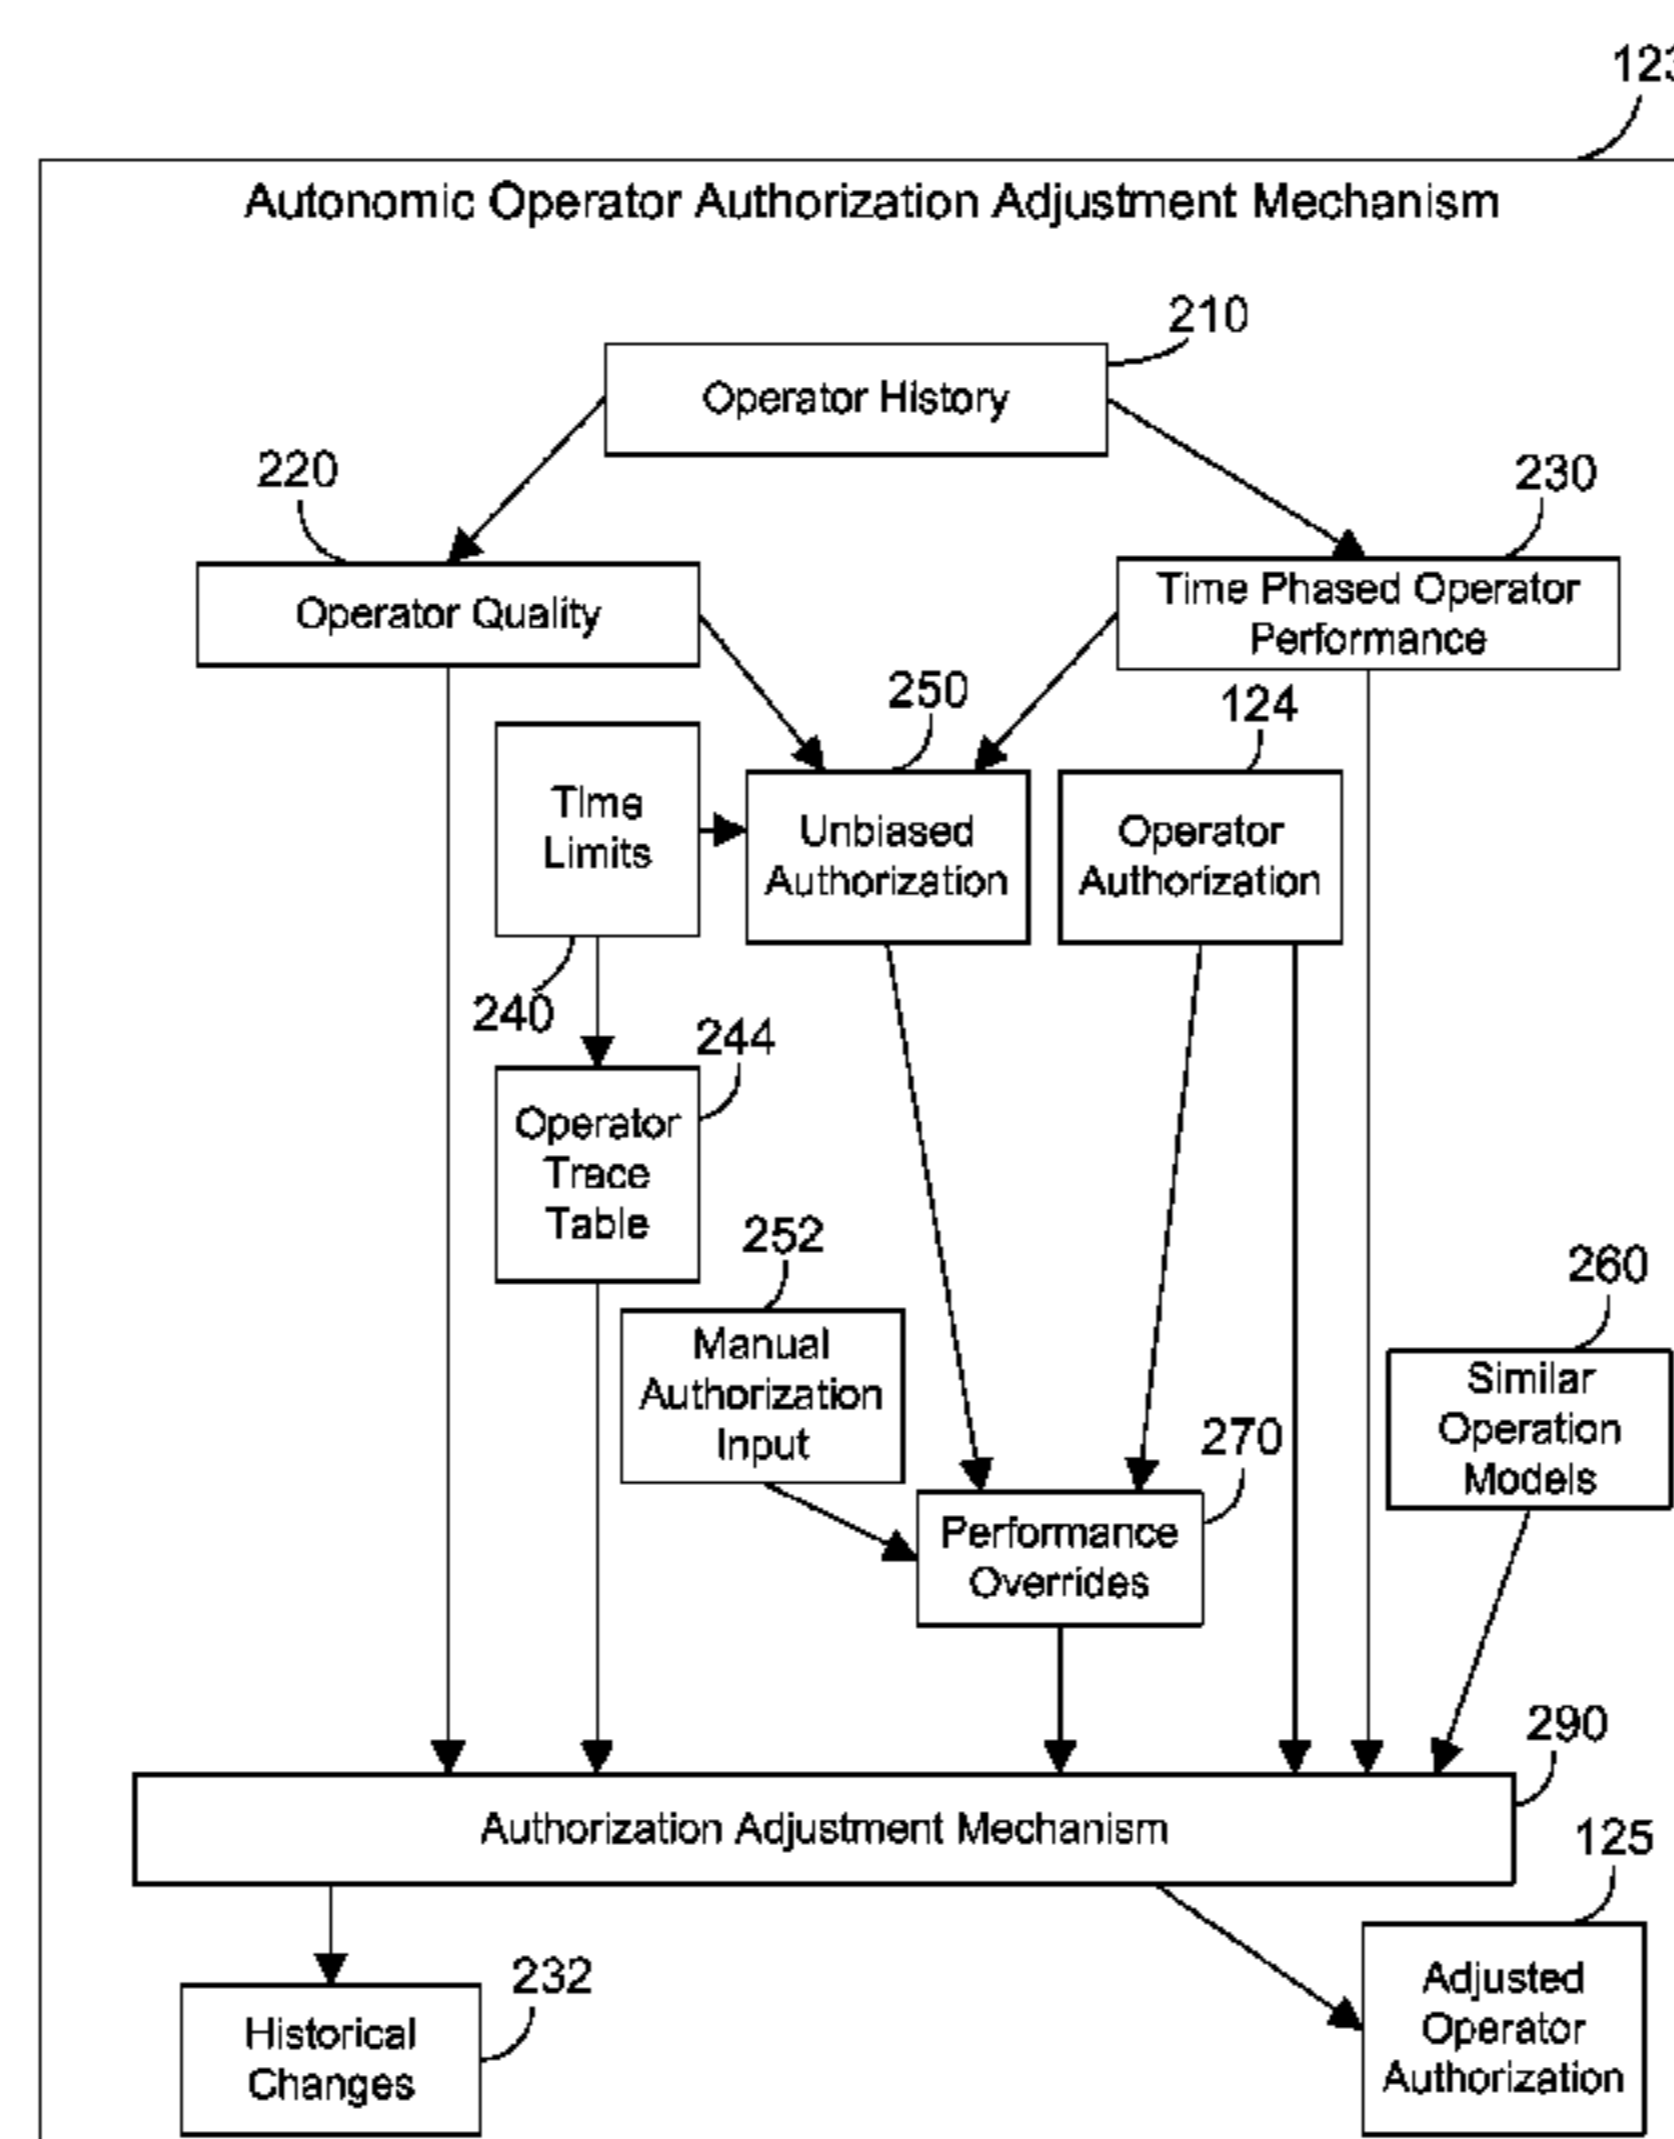 123
Autonomic Operator Authorization Adjustment Mechanism
210
Operator History
220
230
Operator Quality
Time Phased Operator
Performance
250
124
Time
Limits
Unbiased
Authorization
Operator
Authorization
240
244
Operator
Trace
Table
252
Manual
Authorization
Input
260
Similar
Operation
Models
270
Performance
Overrides
290
Authorization Adjustment Mechanism
125
232
Historical
Changes
Adjusted
Operator
Authorization